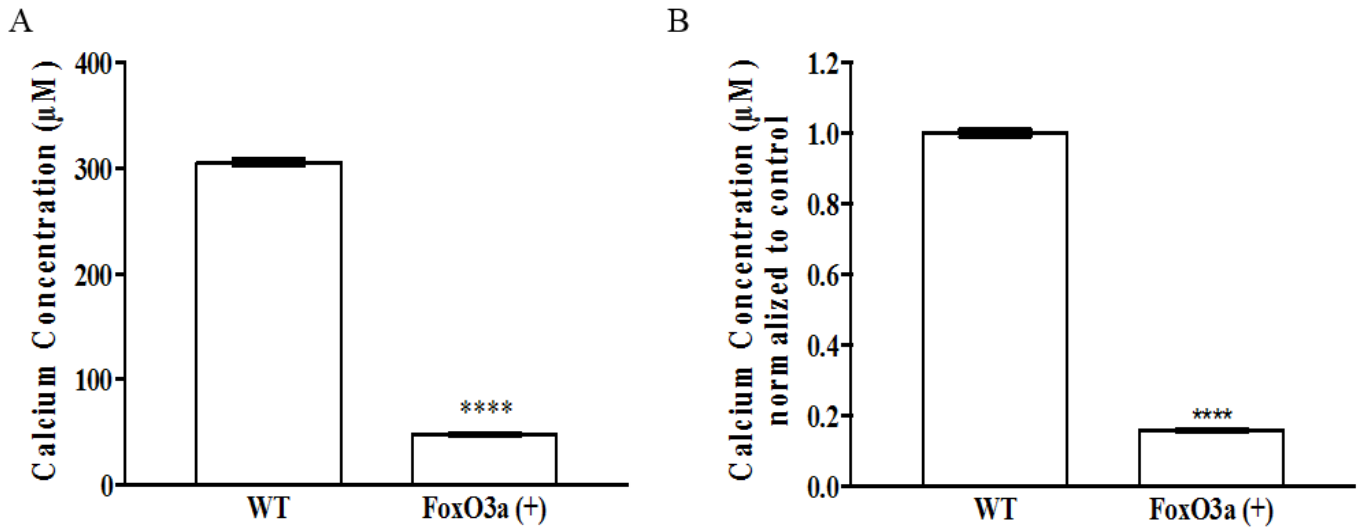 A
Calcium Concentration (μM)
400
300
200
100
0
****
WT
FoxO3a (+)
B
Calcium Concentration (μM)
normalized to control
1.2
1.0
0.8
0.6
0.4
0.2
0.0
****
WT
FoxO3a (+)